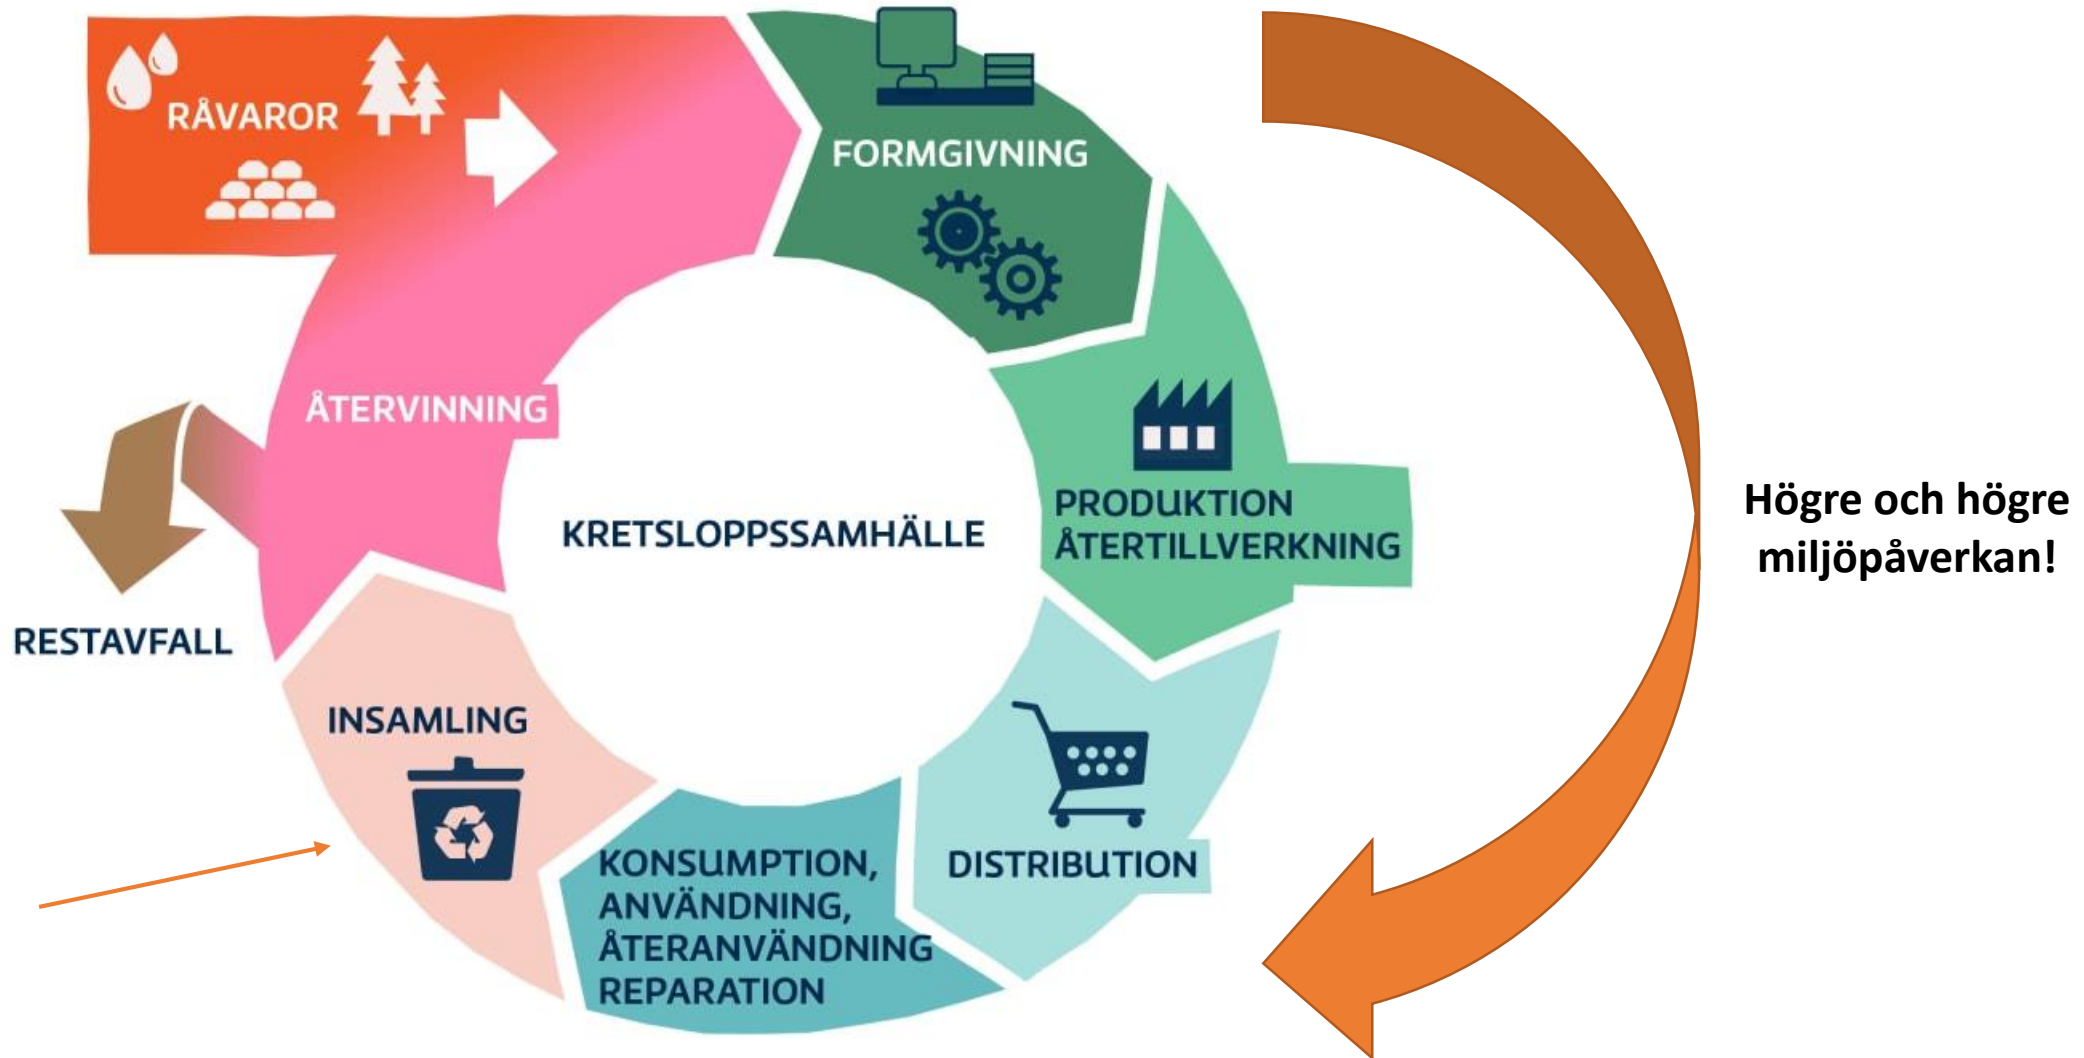 RÅVAROR
FORMGIVNING
ÅTERVINNING
PRODUKTION
ÅTERTILLVERKNING
KRETSLOPPSSAMHÄLLE
Högre och högre
miljöpåverkan!
RESTAVFALL
INSAMLING
DISTRIBUTION
KONSUMPTION,
ANVÄNDNING,
ÅTERANVÄNDNING
REPARATION